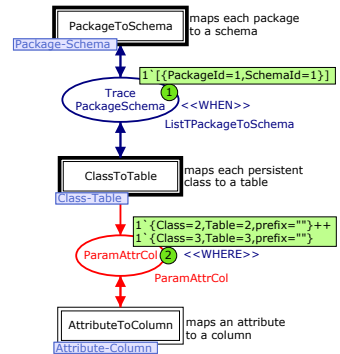 PackageToSchema
maps each package
to a schema
Package-Schema
1`[{PackageId=1,SchemaId=1}]
Trace
PackageSchema
1
<<WHEN>>
ListTPackageToSchema
ClassToTable
maps each persistent
class to a table
Class-Table
1`{Class=2,Table=2,prefix=""}++
1`{Class=3,Table=3,prefix=""}
ParamAttrCol
2
<<WHERE>>
ParamAttrCol
AttributeToColumn
maps an attribute
to a column
Attribute-Column